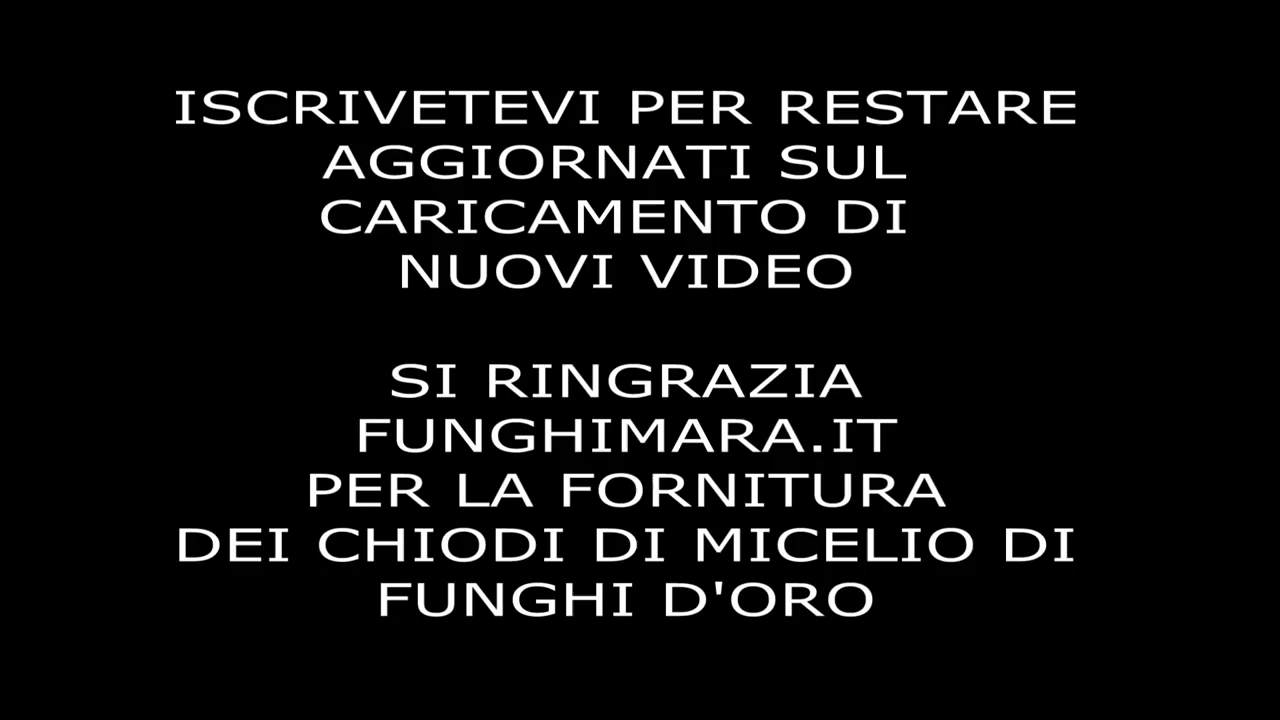 ISCRIVETEVI PER RESTARE
AGGIORNATI SUL
CARICAMENTO DI
NUOVI VIDEO
SI RINGRAZIA
FUNGHIMARA.IT
PER LA FORNITURA
DEI CHIODI DI MICELIO DI
FUNGHI D'ORO